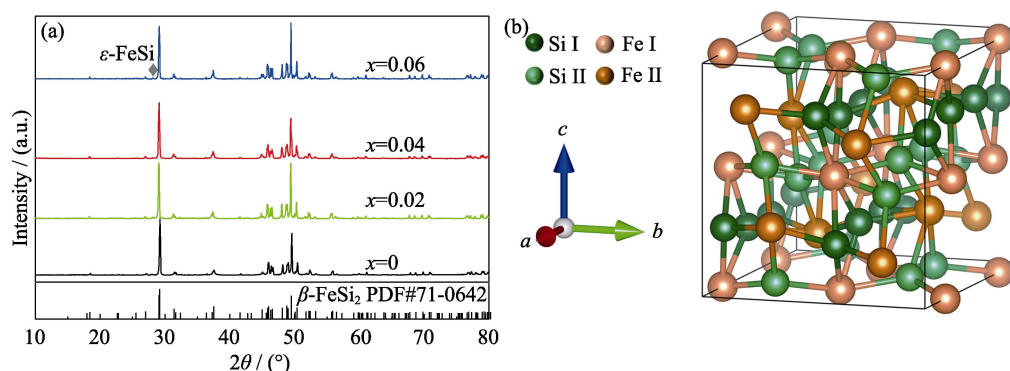 (a)
ε-FeSi
x=0.06
x=0.04
x=0.02
x=0
β-FeSi₂ PDF#71-0642
Intensity / (a.u.)
10 20 30 40 50 60 70 80
2θ / (°)
(b)
Si I Fe I
Si II Fe II
c
a
b